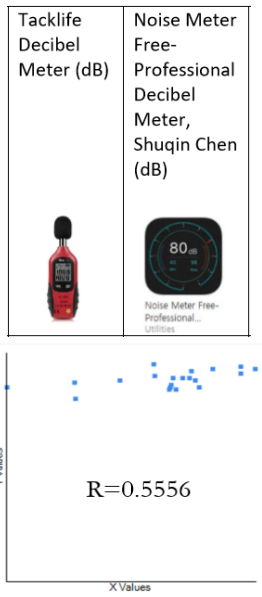 Tacklife
Decibel
Meter (dB)
Noise Meter
Free-
Professional
Decibel
Meter,
Shuqin Chen
(dB)
80 dB
Noise Meter Free-
Professional...
Utilities
R=0.5556
X Values